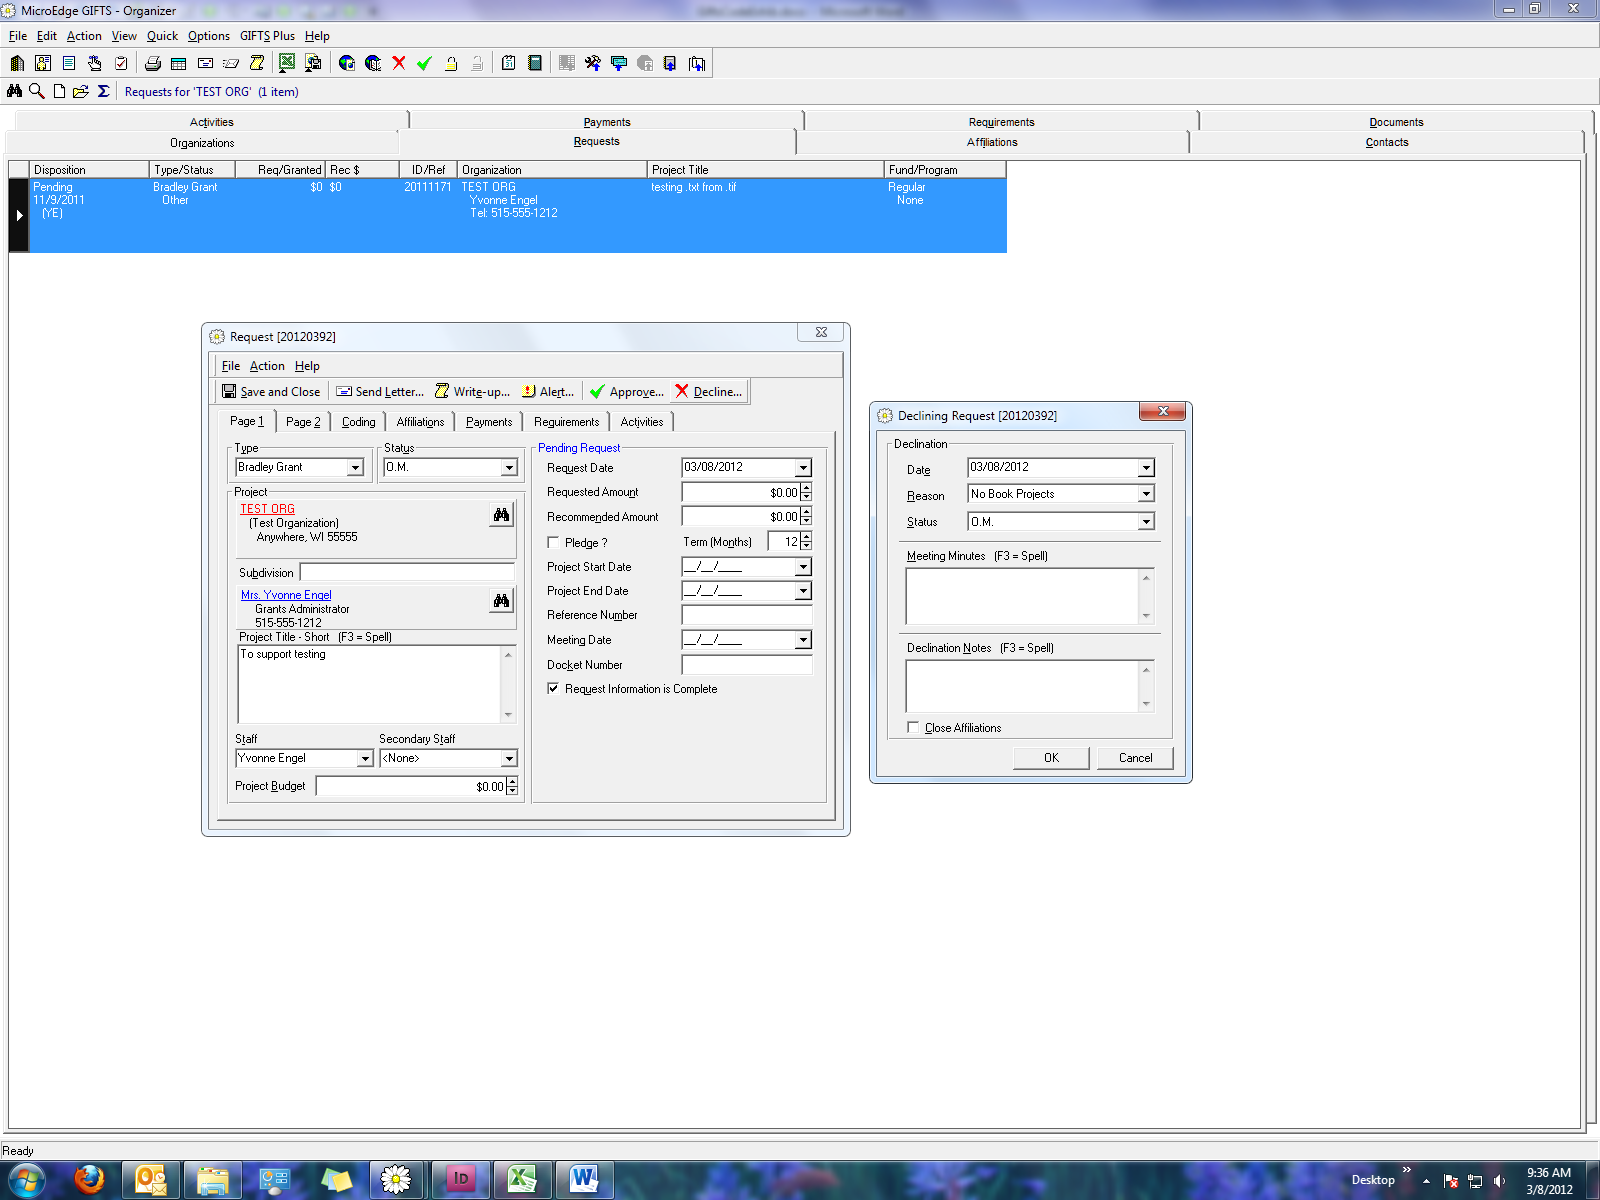 MicroEdge GIFTS - Organizer
File Edit Action View Quick Options GIFTS Plus Help
Requests for 'TEST ORG' (1 item)
Activities Payments Requirements Documents
Organizations Requests Affiliations Contacts
Disposition Type/Status Req/Granted Rec $ ID/Ref Organization Project Title Fund/Program
Pending Bradley Grant $0 $0 20111171 TEST ORG testing .txt from .tif Regular
11/9/2011 Other Yvonne Engel None
(YE) Tel: 515-555-1212
Request [20120392]
File Action Help
Save and Close Send Letter... Write-up... Alert... Approve... Decline...
Page 1 Page 2 Coding Affiliations Payments Requirements Activities
Type
Bradley Grant
Status
O.M.
Project
TEST ORG
(Test Organization)
Anywhere, WI 55555
Subdivision
Mrs. Yvonne Engel
Grants Administrator
515-555-1212
Project Title - Short (F3 = Spell)
To support testing
Staff Secondary Staff
Yvonne Engel <None>
Project Budget $0.00
Pending Request
Request Date 03/08/2012
Requested Amount $0.00
Recommended Amount $0.00
Pledge ? Term (Months) 12
Project Start Date __/__/____
Project End Date __/__/____
Reference Number
Meeting Date __/__/____
Docket Number
Request Information is Complete
Declining Request [20120392]
Declination
Date 03/08/2012
Reason No Book Projects
Status O.M.
Meeting Minutes (F3 = Spell)
Declination Notes (F3 = Spell)
Close Affiliations
OK Cancel
Ready
Desktop
9:36 AM
3/8/2012